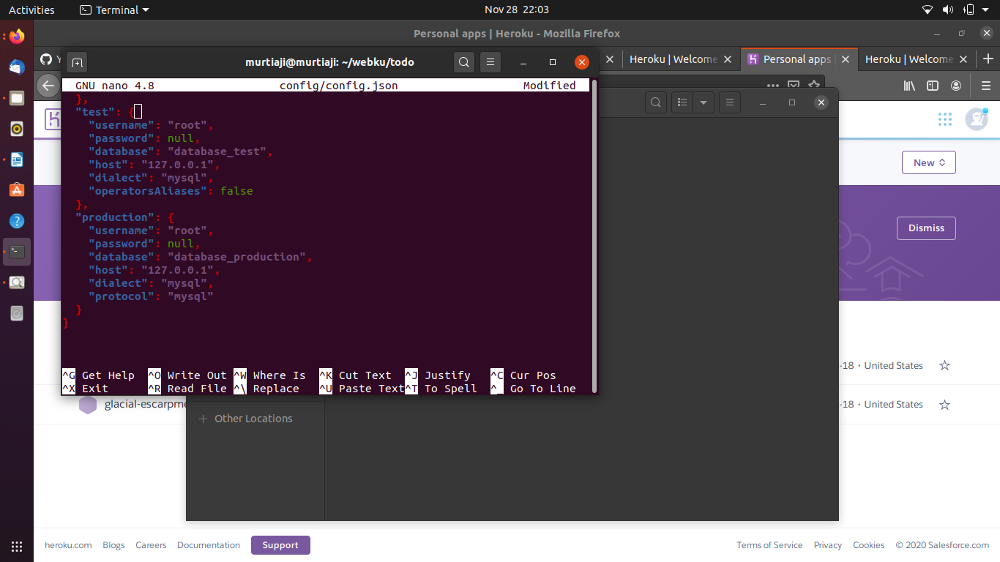 Activities
Terminal
Nov 28 22:03
Personal apps | Heroku - Mozilla Firefox
Heroku | Welcome
Personal apps
Heroku | Welcome
murtiaji@murtiaji: ~/webku/todo
GNU nano 4.8 config/config.json Modified
},
"test": {
"username": "root",
"password": null,
"database": "database_test",
"host": "127.0.0.1",
"dialect": "mysql",
"operatorsAliases": false
},
"production": {
"username": "root",
"password": null,
"database": "database_production",
"host": "127.0.0.1",
"dialect": "mysql",
"protocol": "mysql"
}
}
^G Get Help ^O Write Out ^W Where Is ^K Cut Text ^J Justify ^C Cur Pos
^X Exit ^R Read File ^\ Replace ^U Paste Text ^T To Spell ^_ Go To Line
New
Dismiss
-18 · United States
glacial-escarpme
-18 · United States
+ Other Locations
heroku.com Blogs Careers Documentation Support
Terms of Service Privacy Cookies © 2020 Salesforce.com